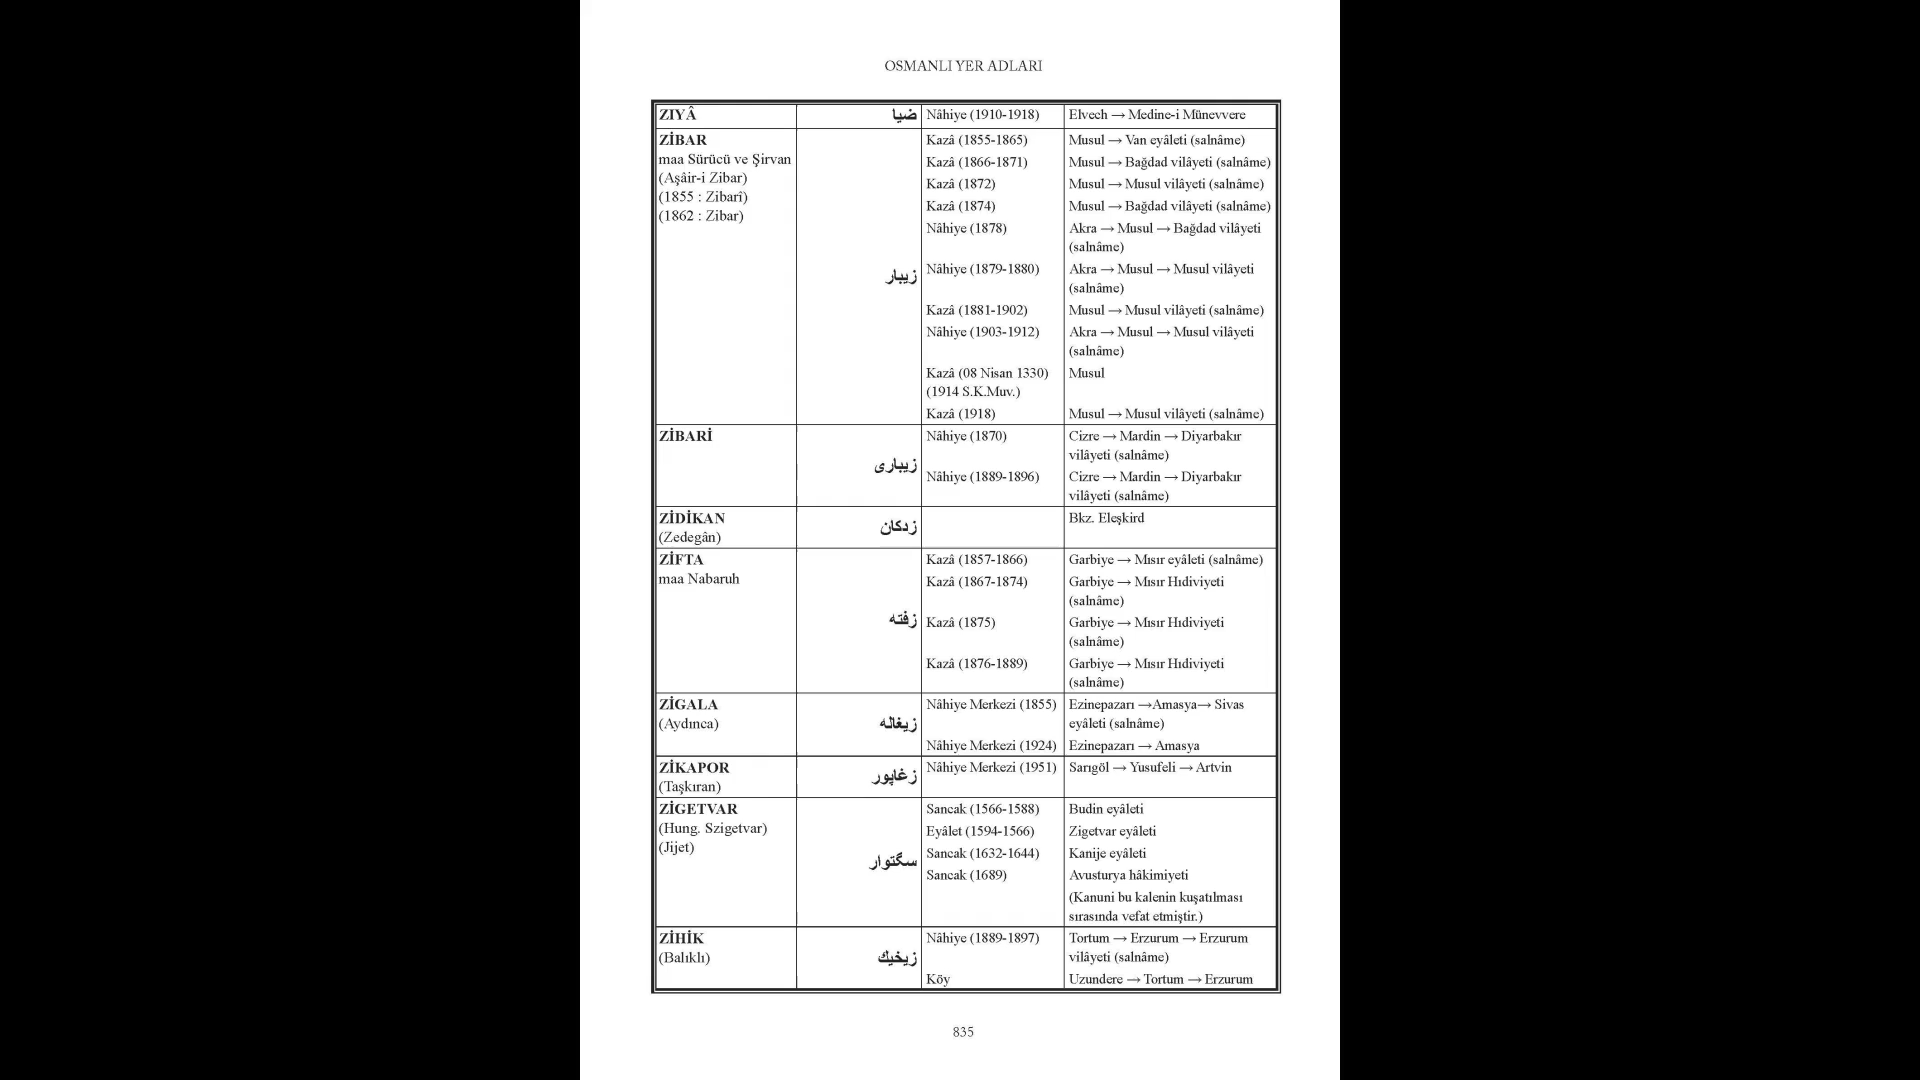 OSMANLI YER ADLARI
ZIYÂ ضيا Nâhiye (1910-1918) Elvech → Medine-i Münevvere
ZİBAR Kazâ (1855-1865) Musul → Van eyâleti (salnâme)
maa Sürücü ve Şirvan Kazâ (1866-1871) Musul → Bağdad vilâyeti (salnâme)
(Aşâir-i Zibar) Kazâ (1872) Musul → Musul vilâyeti (salnâme)
(1855 : Zibarî) Kazâ (1874) Musul → Bağdad vilâyeti (salnâme)
(1862 : Zibar) Nâhiye (1878) Akra → Musul → Bağdad vilâyeti
(salnâme)
زيبار Nâhiye (1879-1880) Akra → Musul → Musul vilâyeti
(salnâme)
Kazâ (1881-1902) Musul → Musul vilâyeti (salnâme)
Nâhiye (1903-1912) Akra → Musul → Musul vilâyeti
(salnâme)
Kazâ (08 Nisan 1330) Musul
(1914 S.K.Muv.)
Kazâ (1918) Musul → Musul vilâyeti (salnâme)
ZİBARİ Nâhiye (1870) Cizre → Mardin → Diyarbakır
vilâyeti (salnâme)
زيبارى Nâhiye (1889-1896) Cizre → Mardin → Diyarbakır
vilâyeti (salnâme)
ZİDİKAN زدكان Bkz. Eleşkird
(Zedegân)
ZİFTA Kazâ (1857-1866) Garbiye → Mısır eyâleti (salnâme)
maa Nabaruh Kazâ (1867-1874) Garbiye → Mısır Hıdiviyeti
(salnâme)
زفته Kazâ (1875) Garbiye → Mısır Hıdiviyeti
(salnâme)
Kazâ (1876-1889) Garbiye → Mısır Hıdiviyeti
(salnâme)
ZİGALA Nâhiye Merkezi (1855) Ezinepazarı →Amasya→ Sivas
(Aydınca) زيغاله eyâleti (salnâme)
Nâhiye Merkezi (1924) Ezinepazarı → Amasya
ZİKAPOR زغاپور Nâhiye Merkezi (1951) Sarıgöl → Yusufeli → Artvin
(Taşkıran)
ZİGETVAR Sancak (1566-1588) Budin eyâleti
(Hung. Szigetvar) Eyâlet (1594-1566) Zigetvar eyâleti
(Jijet) سگتوار Sancak (1632-1644) Kanije eyâleti
Sancak (1689) Avusturya hâkimiyeti
(Kanuni bu kalenin kuşatılması
sırasında vefat etmiştir.)
ZİHİK Nâhiye (1889-1897) Tortum → Erzurum → Erzurum
(Balıklı) زيخيك vilâyeti (salnâme)
Köy Uzundere → Tortum → Erzurum
835